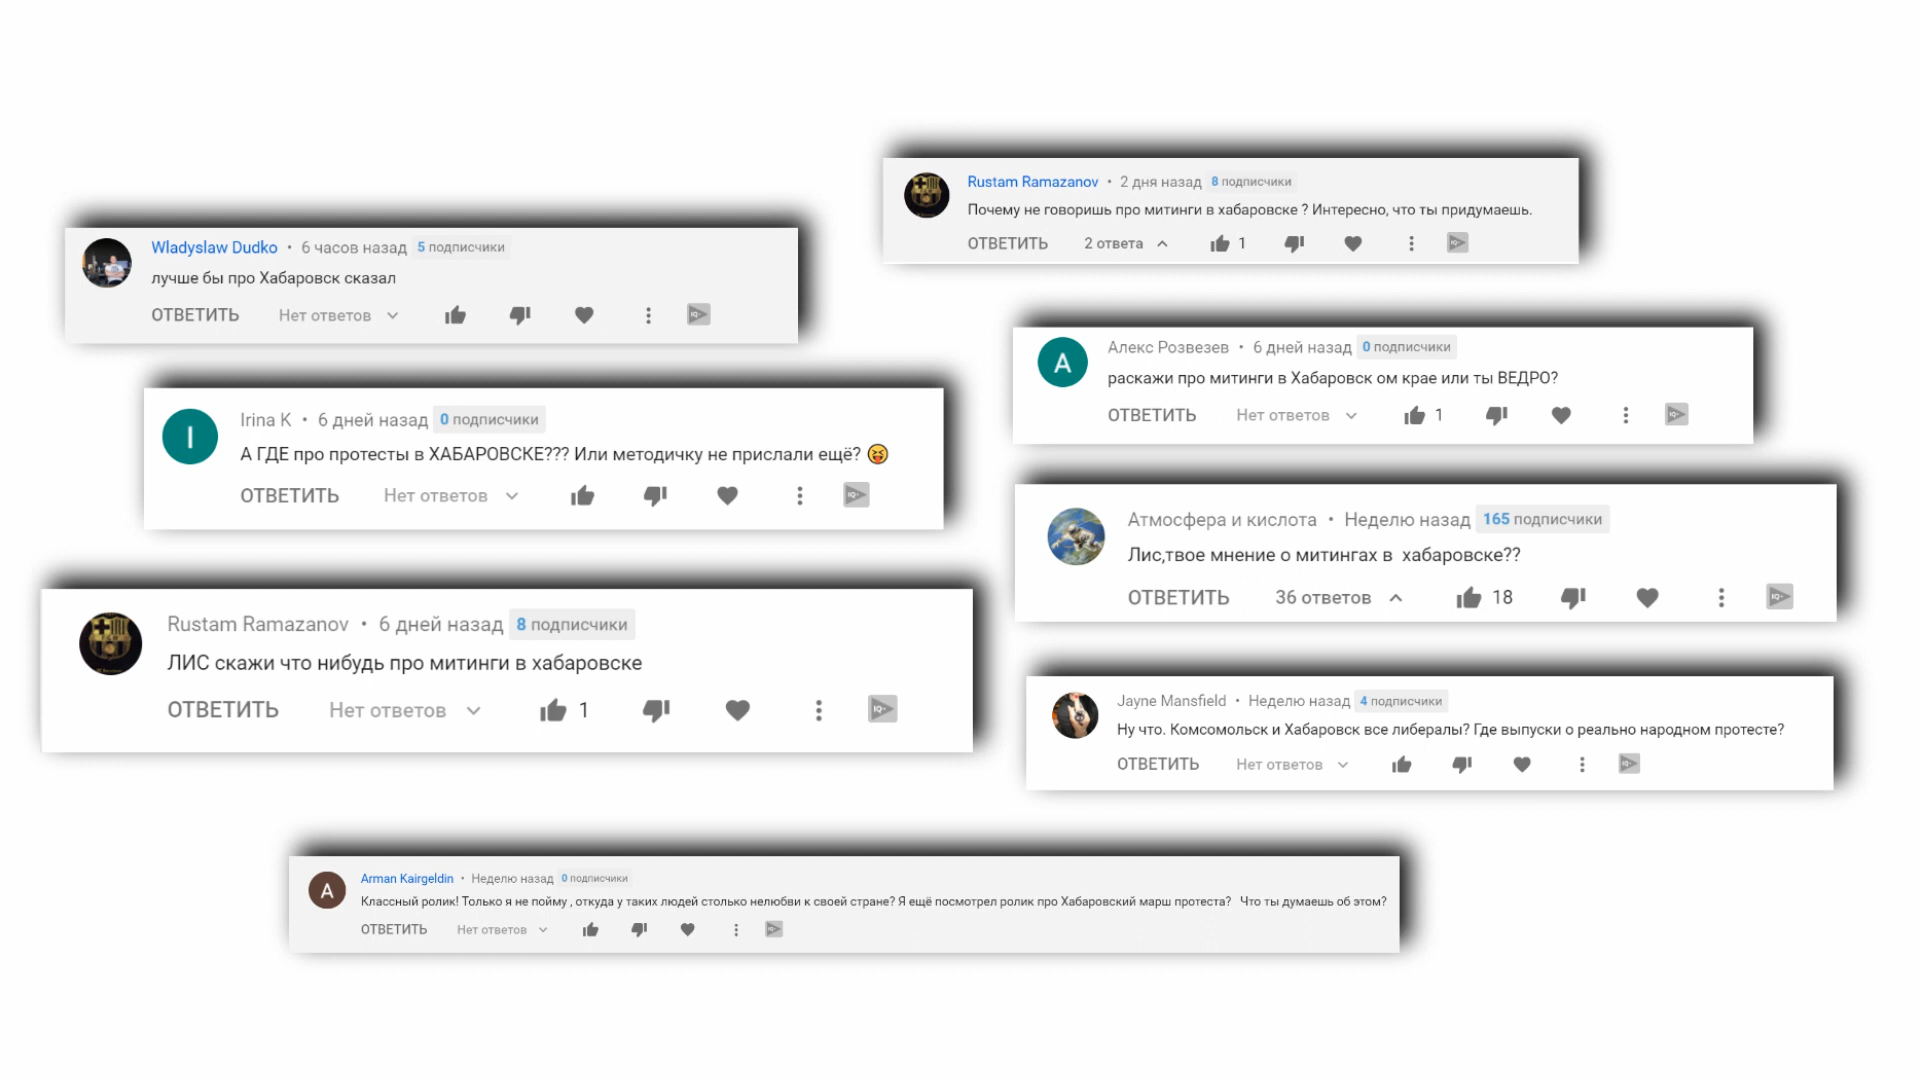 Wladyslaw Dudko • 6 часов назад 5 подписчики
лучше бы про Хабаровск сказал
ОТВЕТИТЬ Нет ответов
I
Irina K • 6 дней назад 0 подписчики
А ГДЕ про протесты в ХАБАРОВСКЕ??? Или методичку не прислали ещё? 😝
ОТВЕТИТЬ Нет ответов
Rustam Ramazanov • 6 дней назад 8 подписчики
ЛИС скажи что нибудь про митинги в хабаровске
ОТВЕТИТЬ Нет ответов 1
Rustam Ramazanov • 2 дня назад 8 подписчики
Почему не говоришь про митинги в хабаровске ? Интересно, что ты придумаешь.
ОТВЕТИТЬ 2 ответа 1
А
Алекс Розвезев • 6 дней назад 0 подписчики
раскажи про митинги в Хабаровск ом крае или ты ВЕДРО?
ОТВЕТИТЬ Нет ответов 1
Атмосфера и кислота • Неделю назад 165 подписчики
Лис,твое мнение о митингах в хабаровске??
ОТВЕТИТЬ 36 ответов 18
Jayne Mansfield • Неделю назад 4 подписчики
Ну что. Комсомольск и Хабаровск все либералы? Где выпуски о реально народном протесте?
ОТВЕТИТЬ Нет ответов
A
Arman Kairgeldin • Неделю назад 0 подписчики
Классный ролик! Только я не пойму , откуда у таких людей столько нелюбви к своей стране? Я ещё посмотрел ролик про Хабаровский марш протеста? Что ты думаешь об этом?
ОТВЕТИТЬ Нет ответов